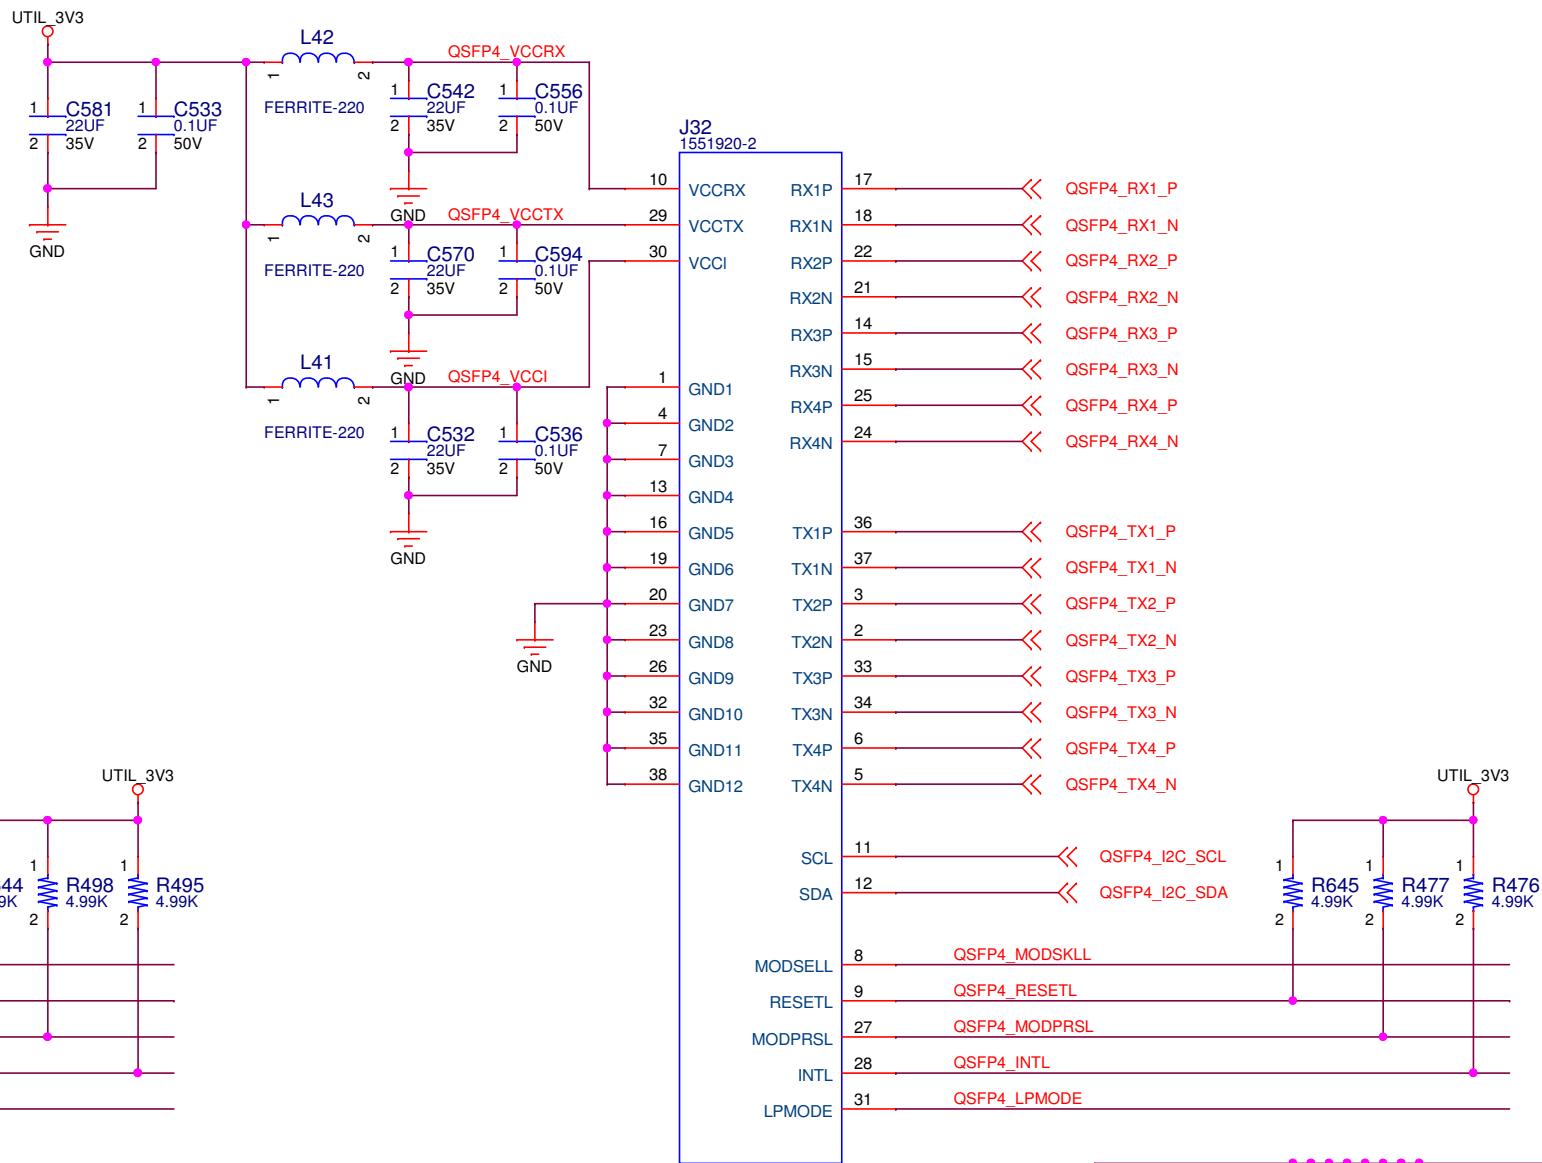 UTIL_3V3
L42
1
2
FERRITE-220
QSFP4_VCCRX
1
C581
22UF
2
35V
1
C533
0.1UF
2
50V
1
C542
22UF
2
35V
1
C556
0.1UF
2
50V
GND
GND
L43
1
2
FERRITE-220
QSFP4_VCCTX
1
C570
22UF
2
35V
1
C594
0.1UF
2
50V
GND
L41
1
2
FERRITE-220
QSFP4_VCCI
1
C532
22UF
2
35V
1
C536
0.1UF
2
50V
GND
J32
1551920-2
10 VCCRX
29 VCCTX
30 VCCI
1 GND1
4 GND2
7 GND3
13 GND4
16 GND5
19 GND6
20 GND7
23 GND8
26 GND9
32 GND10
35 GND11
38 GND12
GND
RX1P 17 QSFP4_RX1_P
RX1N 18 QSFP4_RX1_N
RX2P 22 QSFP4_RX2_P
RX2N 21 QSFP4_RX2_N
RX3P 14 QSFP4_RX3_P
RX3N 15 QSFP4_RX3_N
RX4P 25 QSFP4_RX4_P
RX4N 24 QSFP4_RX4_N
TX1P 36 QSFP4_TX1_P
TX1N 37 QSFP4_TX1_N
TX2P 3 QSFP4_TX2_P
TX2N 2 QSFP4_TX2_N
TX3P 33 QSFP4_TX3_P
TX3N 34 QSFP4_TX3_N
TX4P 6 QSFP4_TX4_P
TX4N 5 QSFP4_TX4_N
SCL 11 QSFP4_I2C_SCL
SDA 12 QSFP4_I2C_SDA
MODSELL 8 QSFP4_MODSKLL
RESETL 9 QSFP4_RESETL
MODPRSL 27 QSFP4_MODPRSL
INTL 28 QSFP4_INTL
LPMODE 31 QSFP4_LPMODE
UTIL_3V3
44
9K
1
R498
4.99K
2
1
R495
4.99K
2
UTIL_3V3
1
R645
4.99K
2
1
R477
4.99K
2
1
R476
4.99K
2